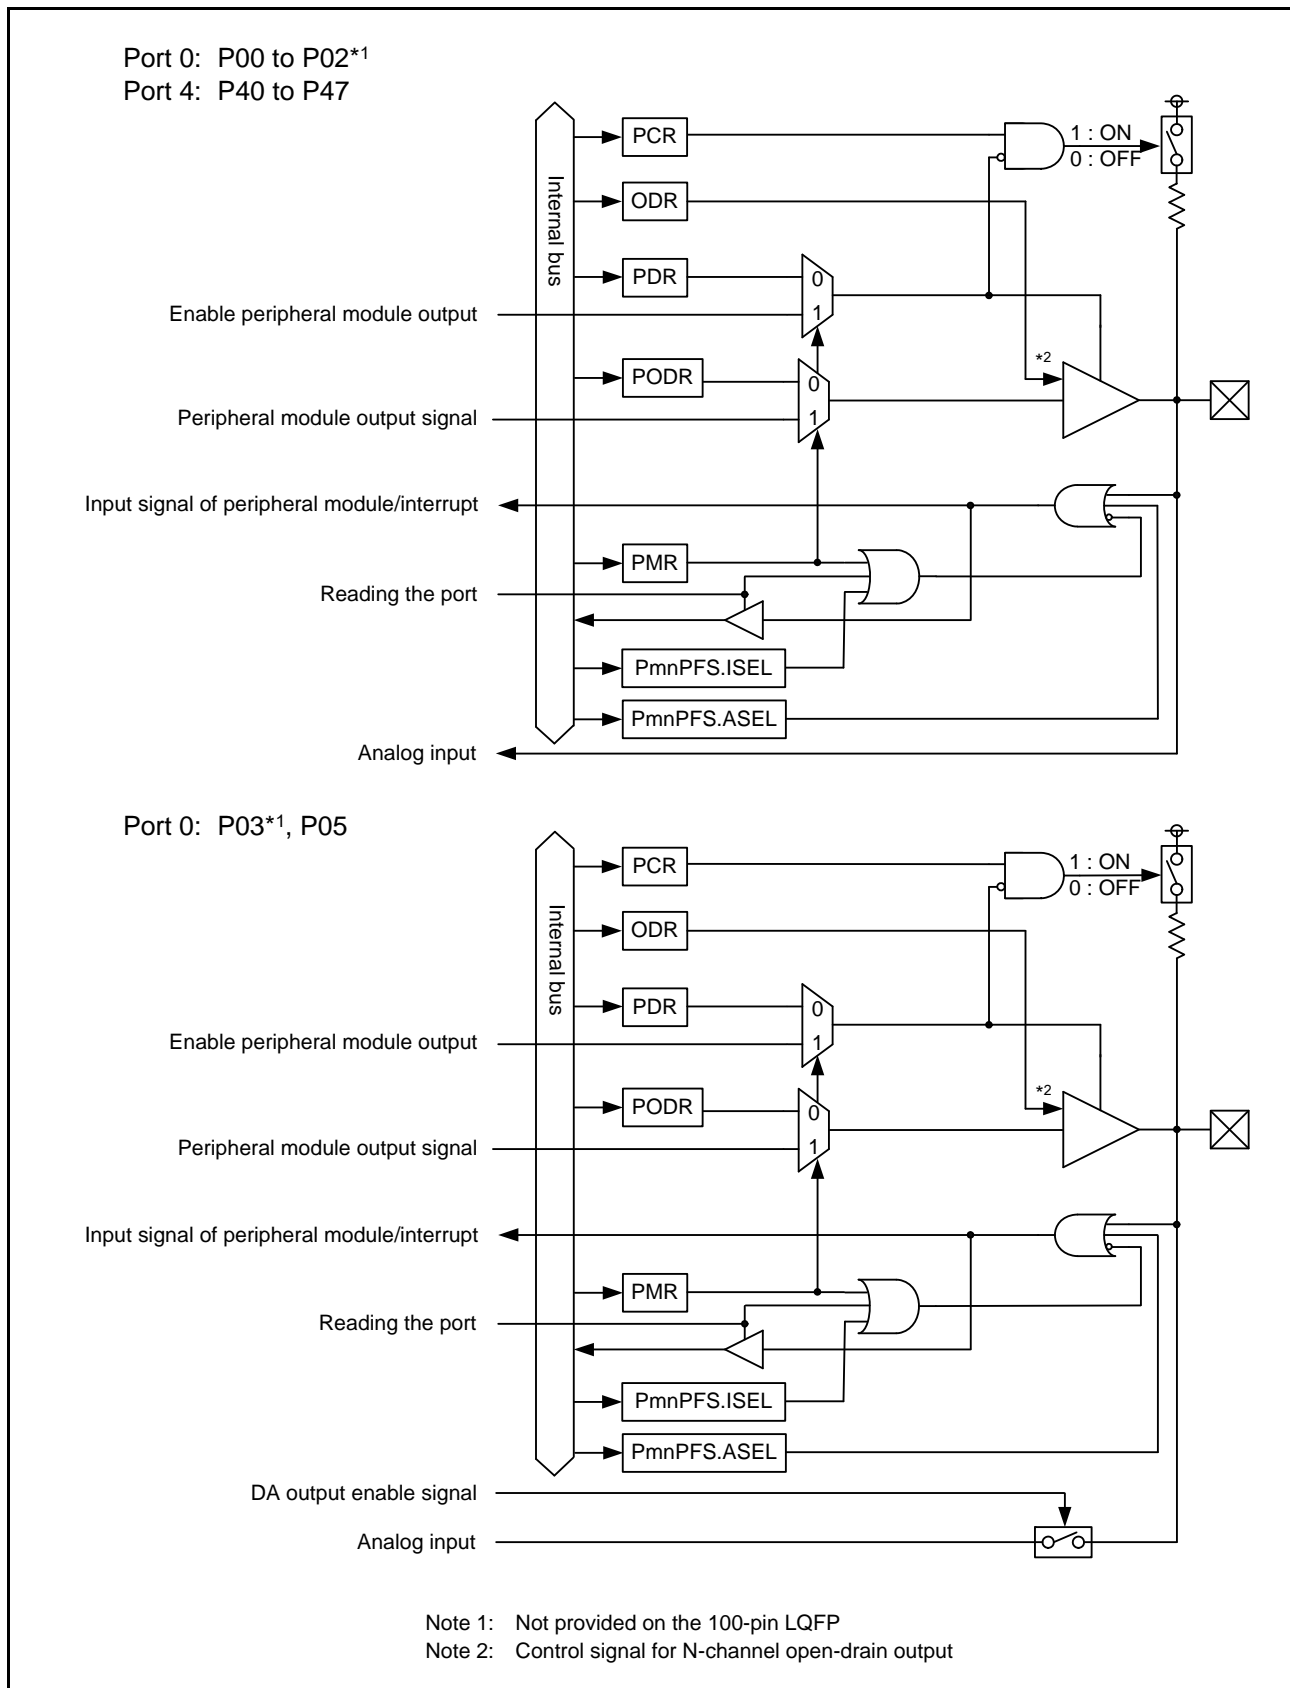 Port 0: P00 to P02*1
Port 4: P40 to P47
Internal bus
PCR
1 : ON
0 : OFF
ODR
PDR
0
1
Enable peripheral module output
*2
PODR
0
1
Peripheral module output signal
Input signal of peripheral module/interrupt
PMR
Reading the port
PmnPFS.ISEL
PmnPFS.ASEL
Analog input
Port 0: P03*1, P05
Internal bus
PCR
1 : ON
0 : OFF
ODR
PDR
0
1
Enable peripheral module output
*2
PODR
0
1
Peripheral module output signal
Input signal of peripheral module/interrupt
PMR
Reading the port
PmnPFS.ISEL
PmnPFS.ASEL
DA output enable signal
Analog input
Note 1: Not provided on the 100-pin LQFP
Note 2: Control signal for N-channel open-drain output